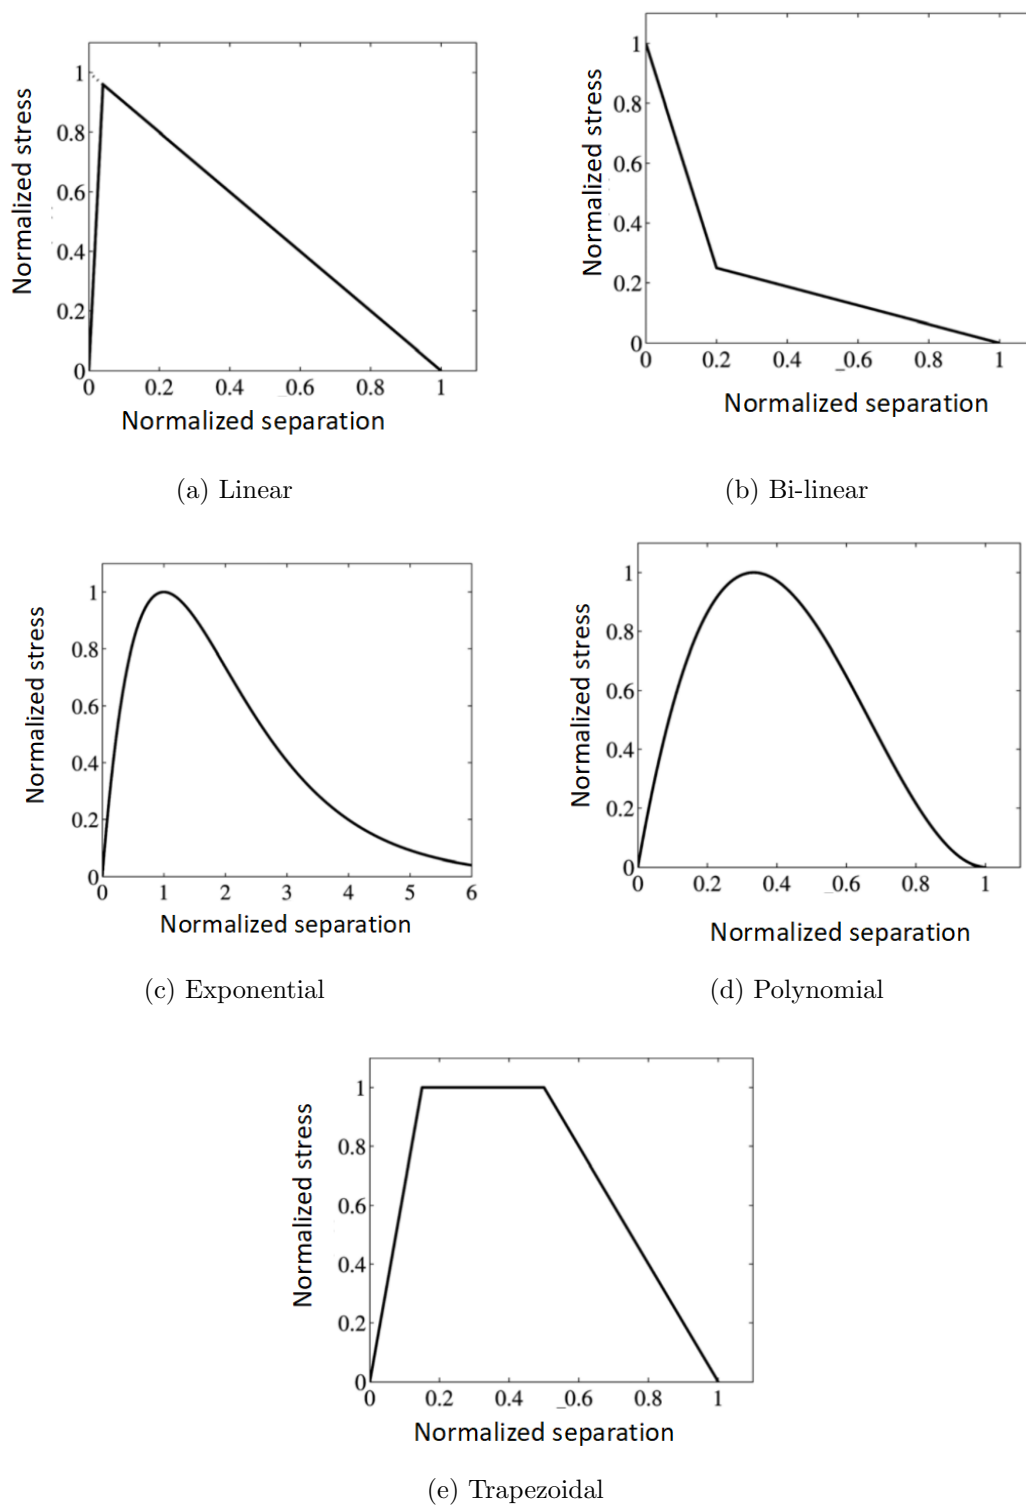 Normalized stress
1
0.8
0.6
0.4
0.2
0
0 0.2 0.4 _0.6 0.8 1
Normalized separation
(a) Linear
Normalized stress
1
0.8
0.6
0.4
0.2
0
0 0.2 0.4 _0.6 0.8 1
Normalized separation
(b) Bi-linear
Normalized stress
1
0.8
0.6
0.4
0.2
0
0 1 2 3 4 5 6
Normalized separation
(c) Exponential
Normalized stress
1
0.8
0.6
0.4
0.2
0
0 0.2 0.4 _0.6 0.8 1
Normalized separation
(d) Polynomial
Normalized stress
1
0.8
0.6
0.4
0.2
0
0 0.2 0.4 _0.6 0.8 1
Normalized separation
(e) Trapezoidal